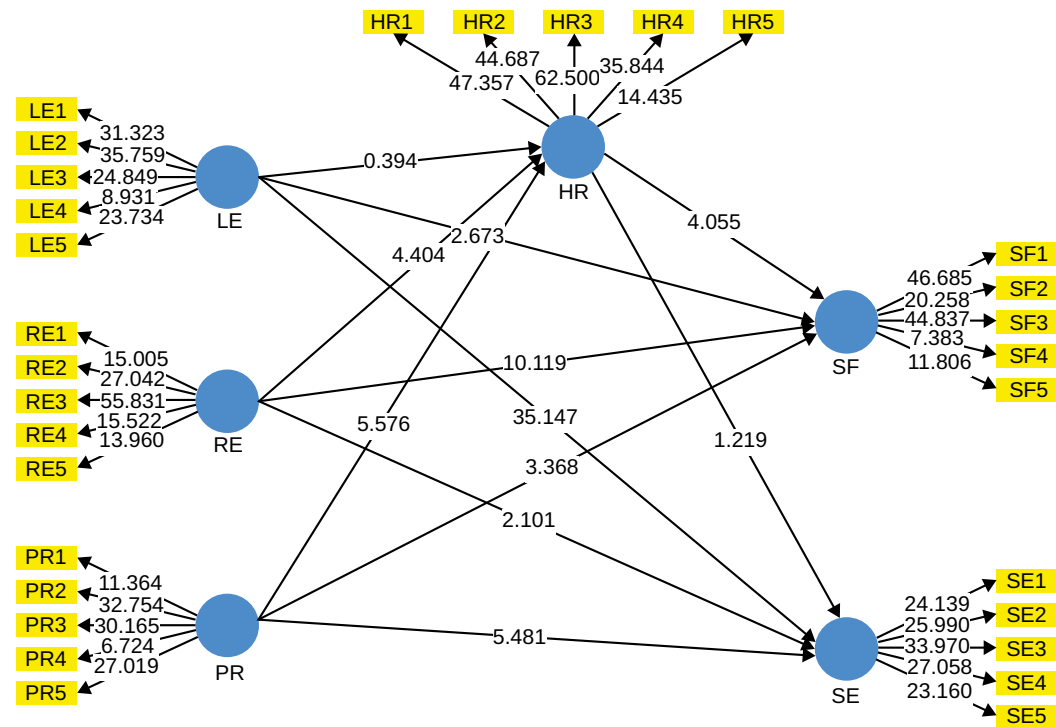 HR1 HR2 HR3 HR4 HR5
47.357
44.687
62.500
35.844
14.435
HR
LE1
LE2
LE3
LE4
LE5
31.323
35.759
24.849
8.931
23.734
LE
0.394
2.673
4.404
4.055
RE1
RE2
RE3
RE4
RE5
15.005
27.042
55.831
15.522
13.960
RE
10.119
5.576
35.147
3.368
1.219
2.101
SF1
SF2
SF3
SF4
SF5
46.685
20.258
44.837
7.383
11.806
SF
PR1
PR2
PR3
PR4
PR5
11.364
32.754
30.165
6.724
27.019
PR
5.481
SE1
SE2
SE3
SE4
SE5
24.139
25.990
33.970
27.058
23.160
SE